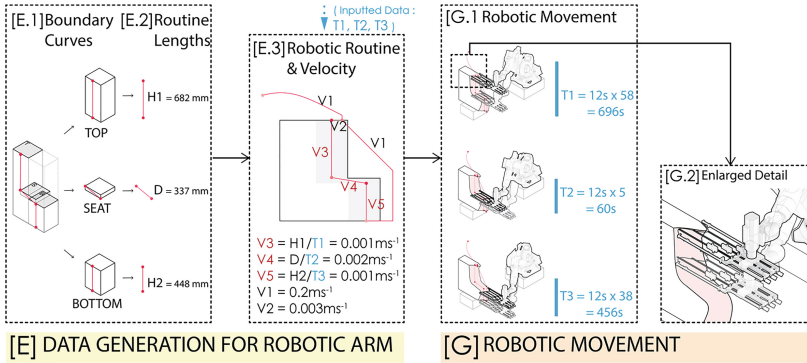 [E.1]Boundary
Curves
[E.2]Routine
Lengths
H1 = 682 mm
TOP
D = 337 mm
SEAT
H2 = 448 mm
BOTTOM
( Inputted Data :
T1, T2, T3 )
[E.3]Robotic Routine
& Velocity
V1
V2
V1
V3
V4
V5
V3 = H1/T1 = 0.001ms-1
V4 = D/T2 = 0.002ms-1
V5 = H2/T3 = 0.001ms-1
V1 = 0.2ms-1
V2 = 0.003ms-1
[G.1] Robotic Movement
T1 = 12s x 58
= 696s
T2 = 12s x 5
= 60s
T3 = 12s x 38
= 456s
[G.2] Enlarged Detail
[E] DATA GENERATION FOR ROBOTIC ARM
[G] ROBOTIC MOVEMENT